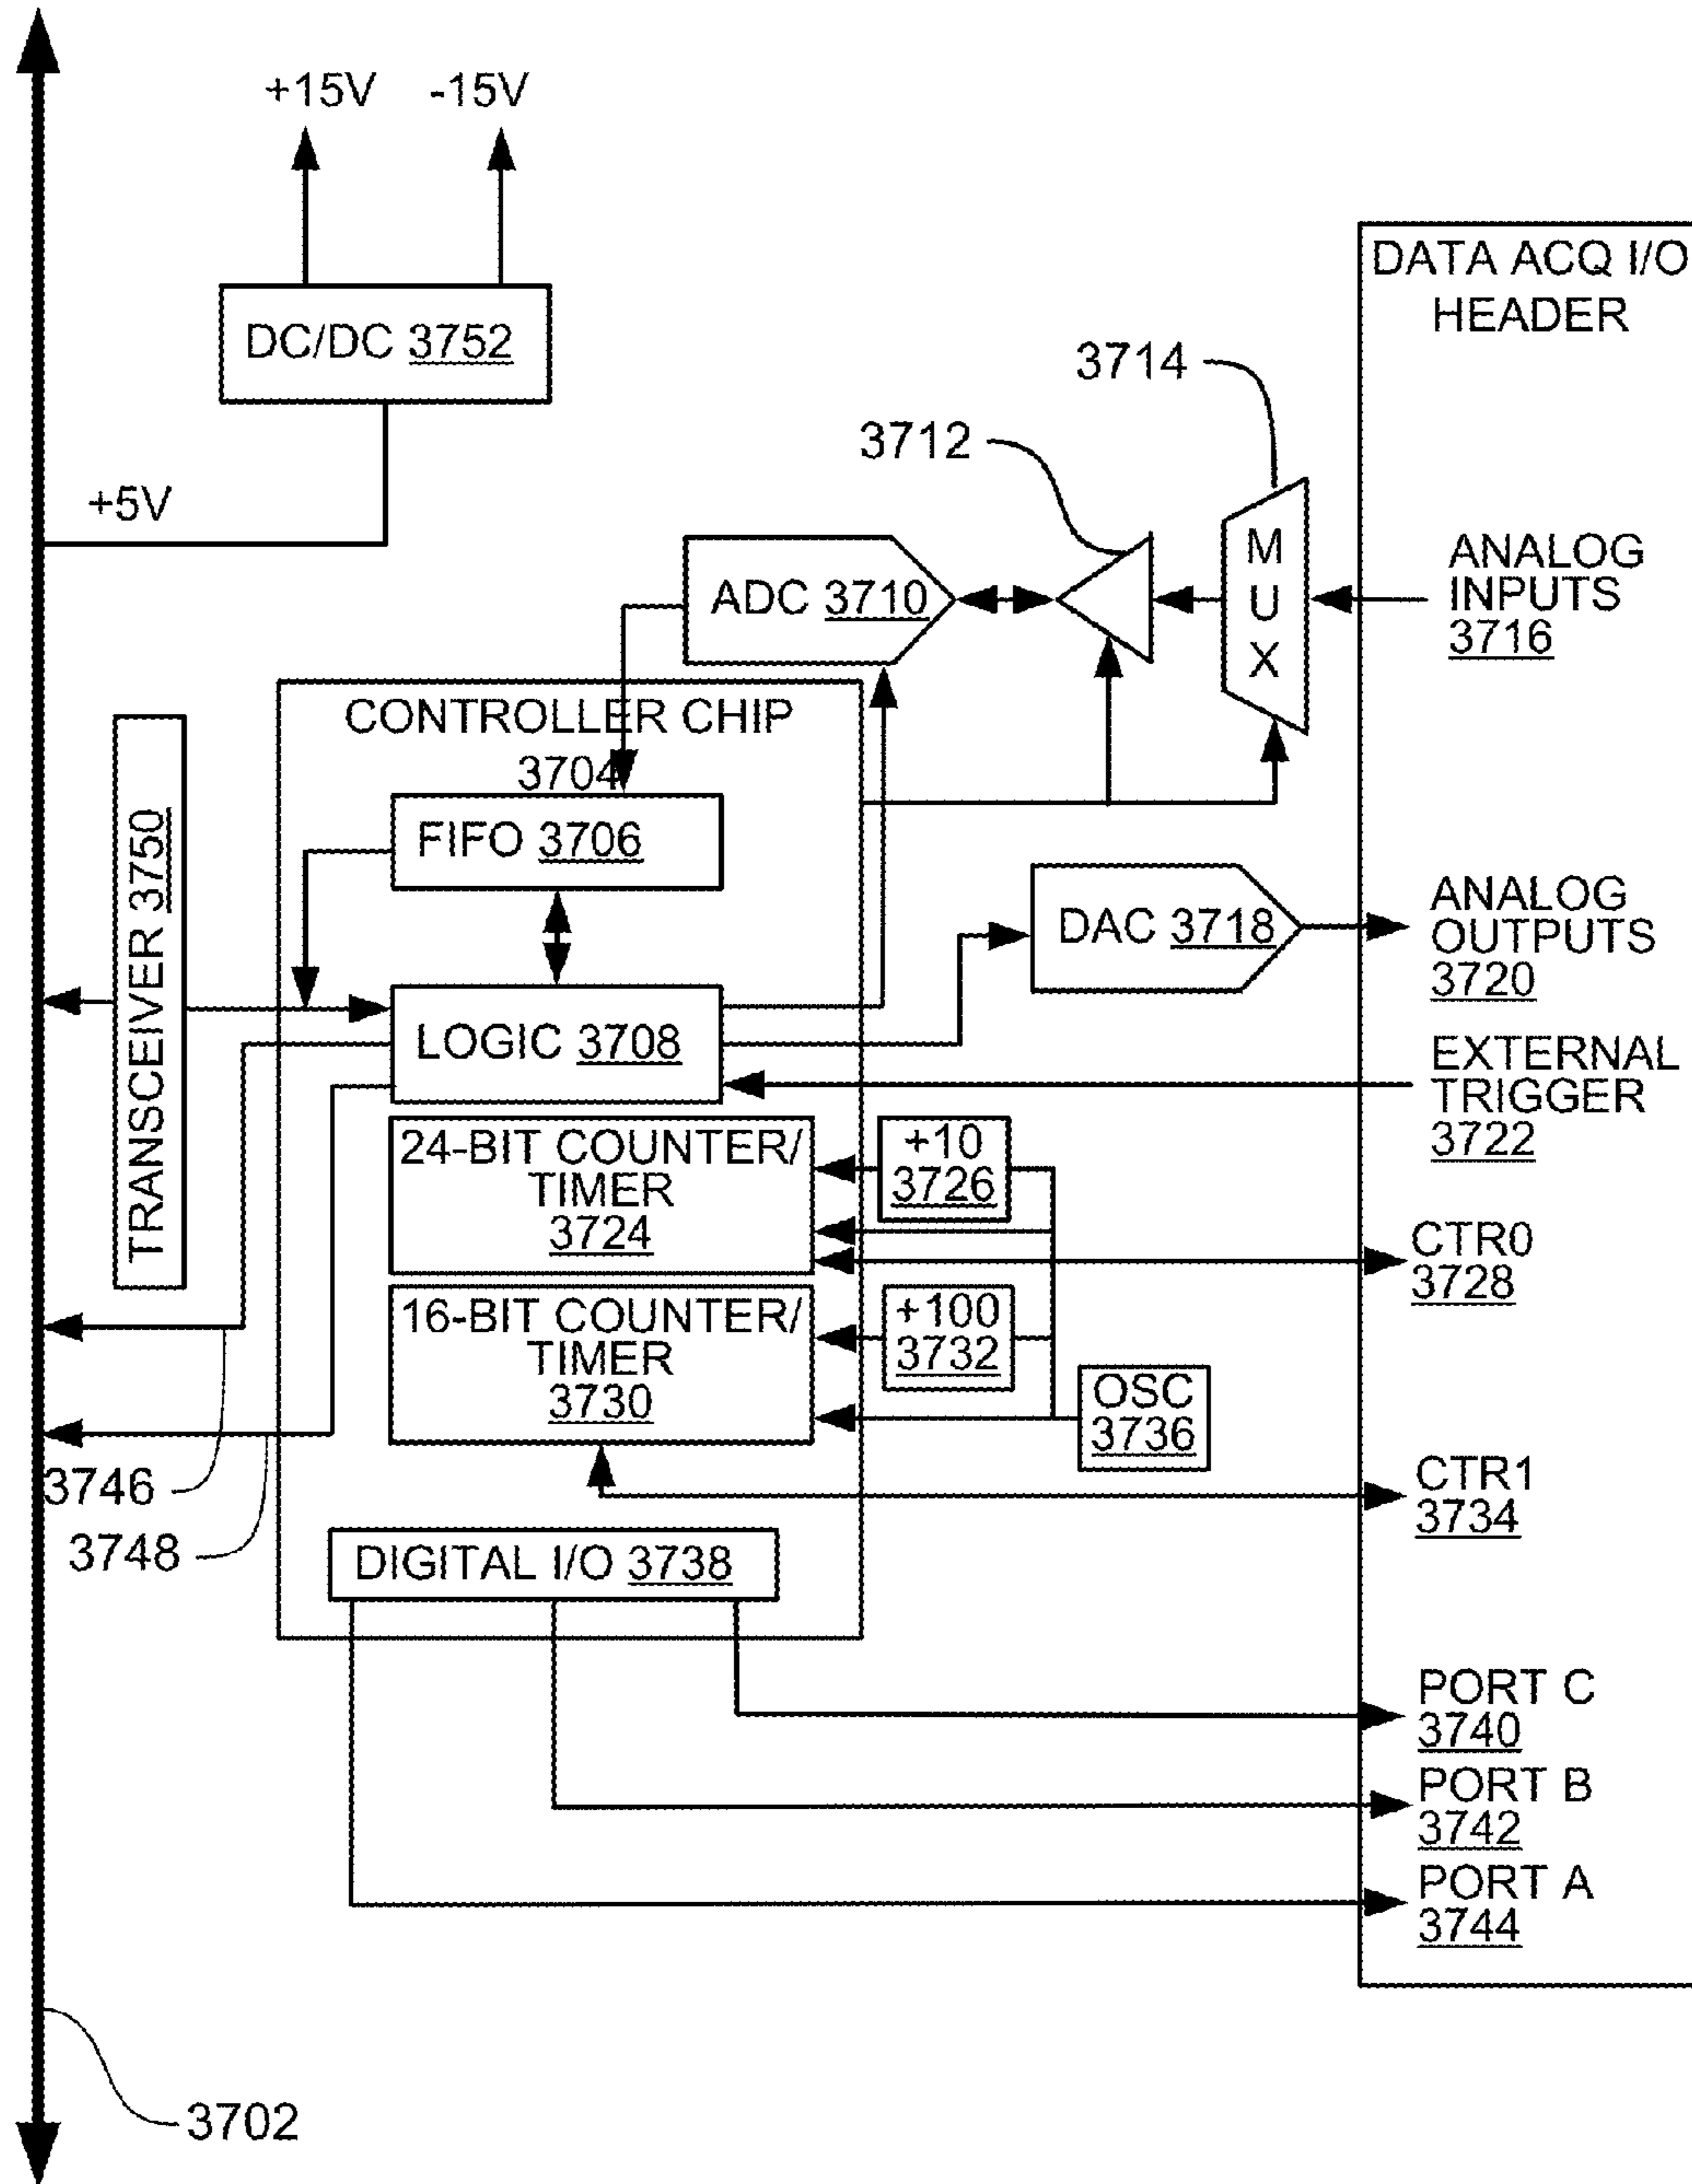 +15V -15V
DATA ACQ I/O
HEADER
DC/DC 3752
3714
3712
+5V
MUX
ANALOG
INPUTS
3716
ADC 3710
CONTROLLER CHIP
3704
FIFO 3706
TRANSCEIVER 3750
DAC 3718
ANALOG
OUTPUTS
3720
LOGIC 3708
EXTERNAL
TRIGGER
3722
24-BIT COUNTER/
TIMER
3724
+10
3726
CTR0
3728
16-BIT COUNTER/
TIMER
3730
+100
3732
OSC
3736
3746
CTR1
3734
3748
DIGITAL I/O 3738
PORT C
3740
PORT B
3742
PORT A
3744
3702